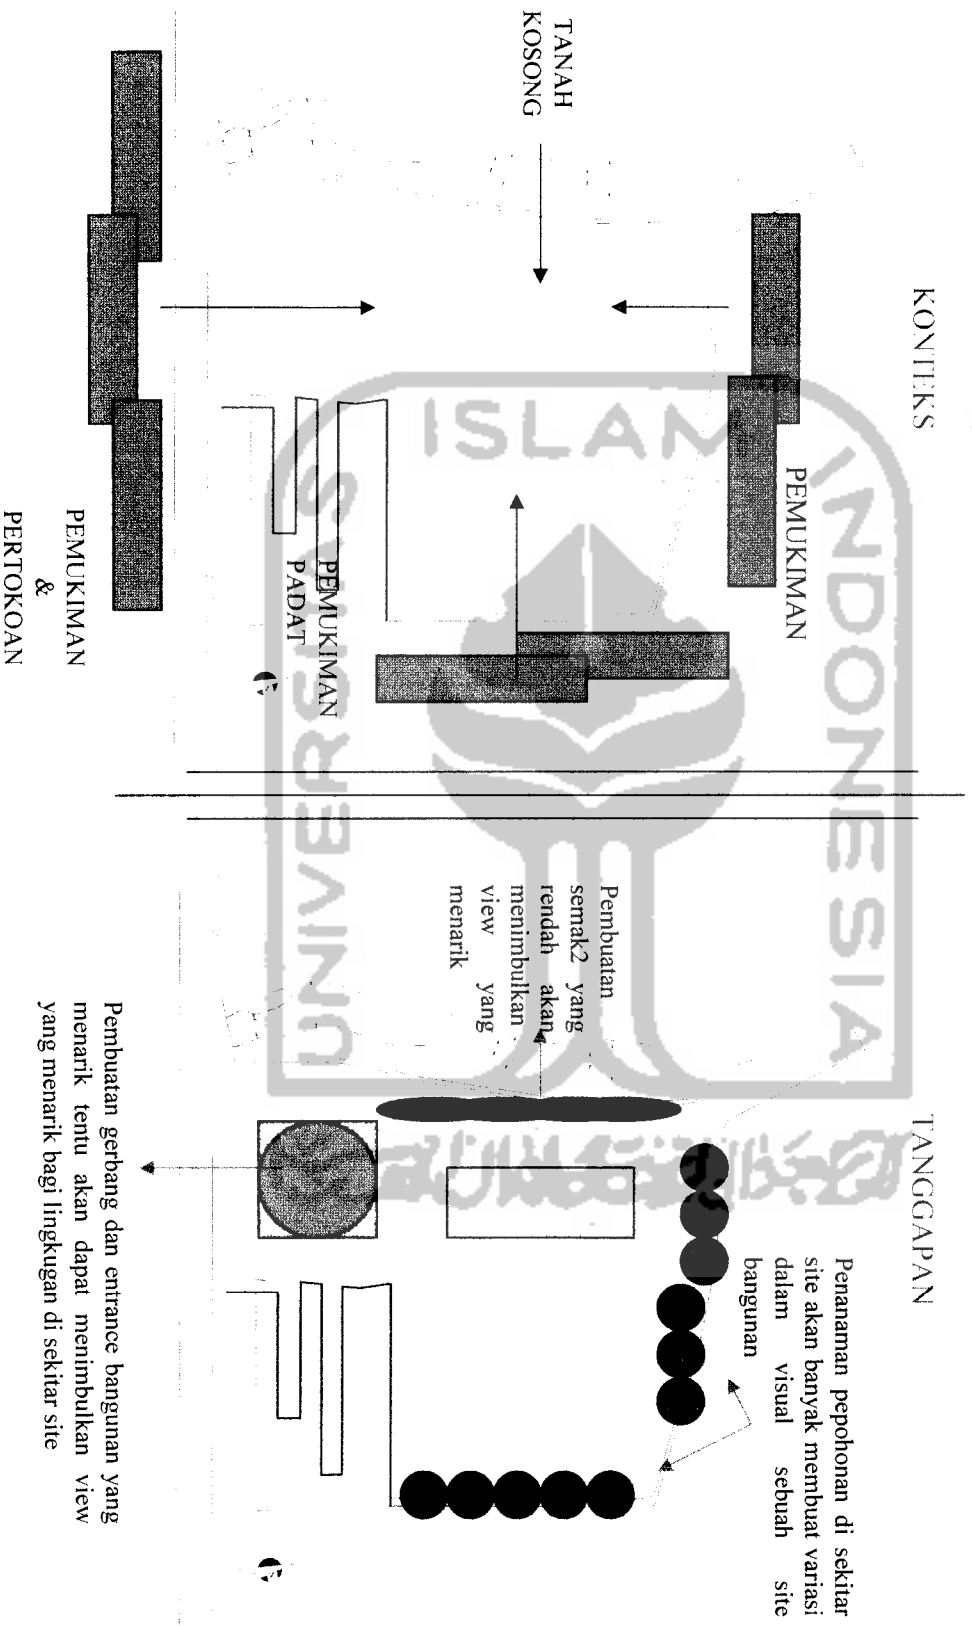 KONTEKS
PEMUKIMAN
TANAH
KOSONG
PEMUKIMAN
PADAT
PEMUKIMAN
&
PERTOKOAN
TANGGAPAN
Penanaman pepohonan di sekitar
site akan banyak membuat variasi
dalam visual sebuah site
bangunan
Pembuatan
semak2 yang
rendah akan
menimbulkan
view yang
menarik
Pembuatan gerbang dan entrance bangunan yang
menarik tentu akan dapat menimbulkan view
yang menarik bagi lingkugan di sekitar site
UNIVERSITAS
ISLAM
INDONESIA